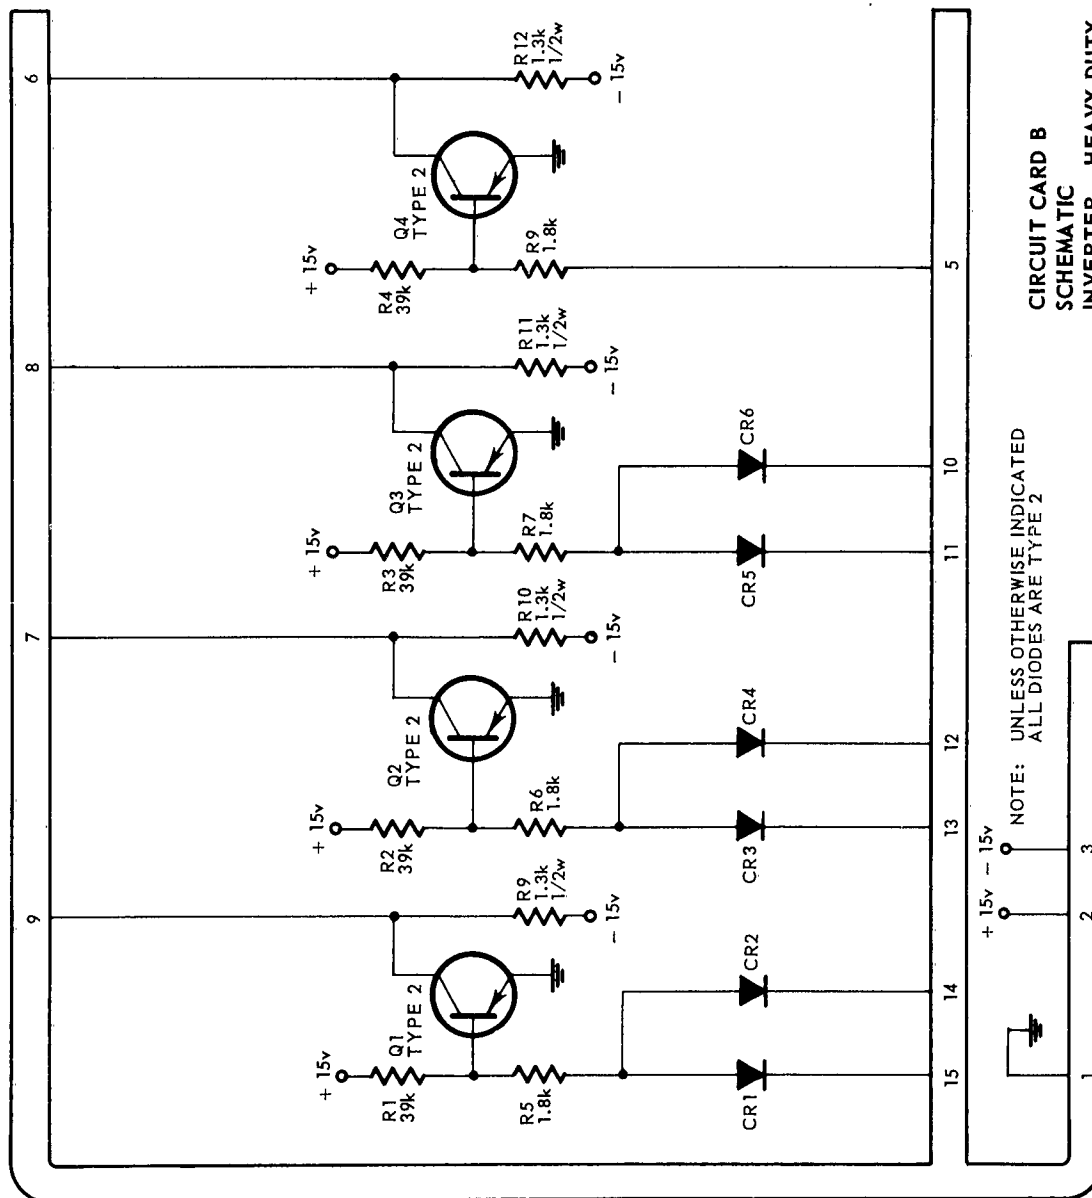 9
7
8
6
+ 15v
R1
39k
Q1
TYPE 2
R5
1.8k
R9
1.3k
1/2w
– 15v
CR1
CR2
15
14
+ 15v
R2
39k
Q2
TYPE 2
R6
1.8k
R10
1.3k
1/2w
– 15v
CR3
CR4
13
12
+ 15v
R3
39k
Q3
TYPE 2
R7
1.8k
R11
1.3k
1/2w
– 15v
CR5
CR6
11
10
+ 15v
R4
39k
Q4
TYPE 2
R9
1.8k
R12
1.3k
1/2w
– 15v
5
+ 15v
– 15v
1
2
3
NOTE: UNLESS OTHERWISE INDICATED
ALL DIODES ARE TYPE 2
CIRCUIT CARD B
SCHEMATIC
INVERTER HEAVY DUTY